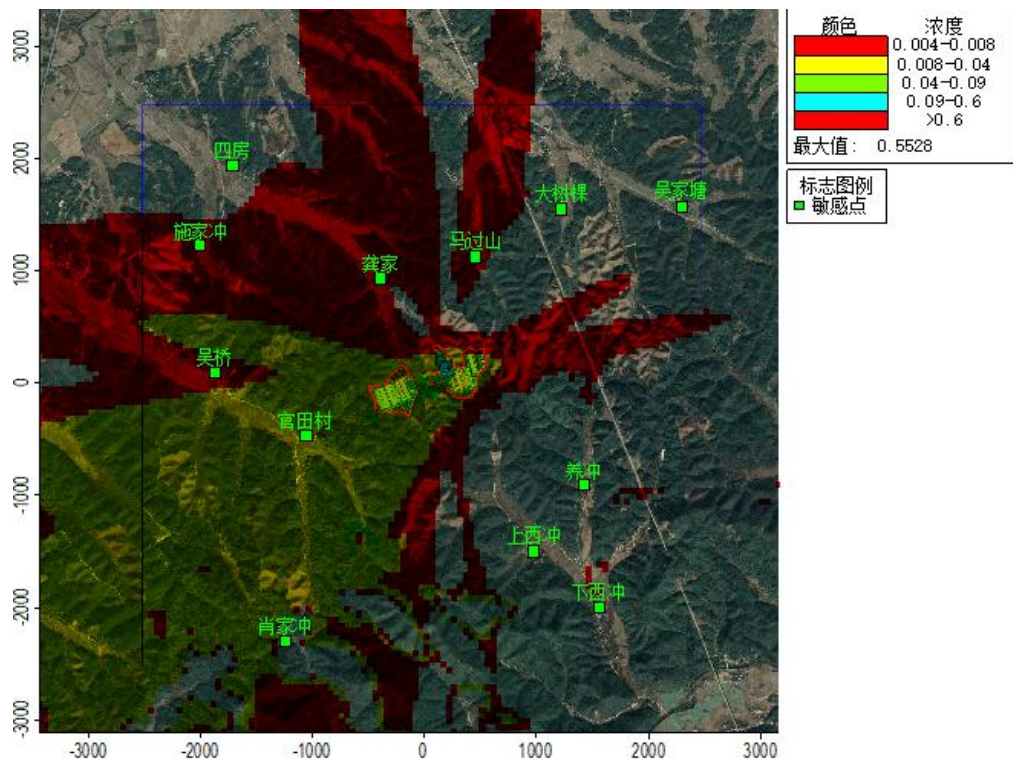 颜色 浓度
0.004-0.008
0.008-0.04
0.04-0.09
0.09-0.6
>0.6
最大值: 0.5528
标志图例
敏感点
3000
2000
1000
0
-1000
-2000
-3000
四房
大树棵
吴家塘
施家冲
马过山
龚家
吴桥
官田村
养冲
上西冲
下西冲
肖家冲
-3000 -2000 -1000 0 1000 2000 3000